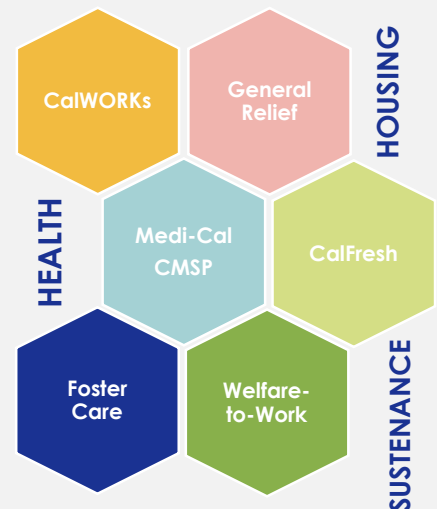 CalWORKs
General
Relief
HOUSING
HEALTH
Medi-Cal
CMSP
CalFresh
Foster
Care
Welfare-
to-Work
SUSTENANCE